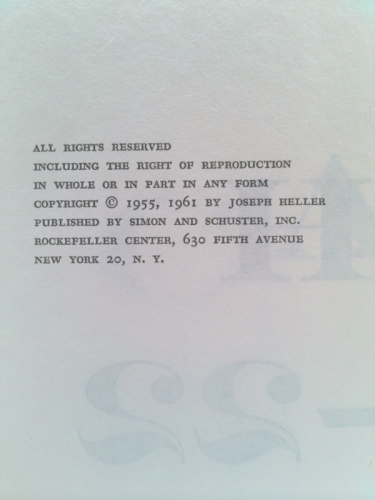 ALL RIGHTS RESERVED
INCLUDING THE RIGHT OF REPRODUCTION
IN WHOLE OR IN PART IN ANY FORM
COPYRIGHT © 1955, 1961 BY JOSEPH HELLER
PUBLISHED BY SIMON AND SCHUSTER, INC.
ROCKEFELLER CENTER, 630 FIFTH AVENUE
NEW YORK 20, N. Y.
-22